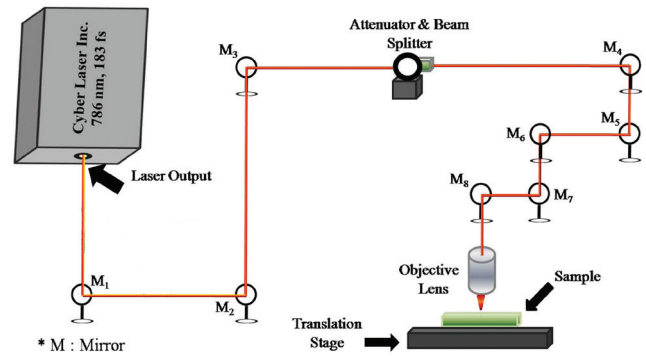 Cyber Laser Inc.
786 nm, 183 fs
Laser Output
M1
M2
M3
Attenuator & Beam
Splitter
M4
M5
M6
M7
M8
Objective
Lens
Sample
Translation
Stage
* M : Mirror